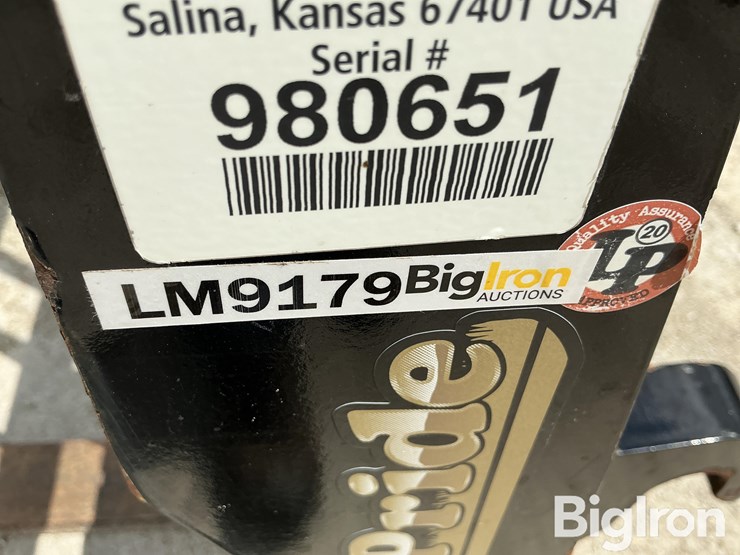 Salina, Kansas 67401 USA
Serial #
980651
LM9179 BigIron
AUCTIONS
Quality Assurance
20
LP
APPROVED
Pride
BigIron